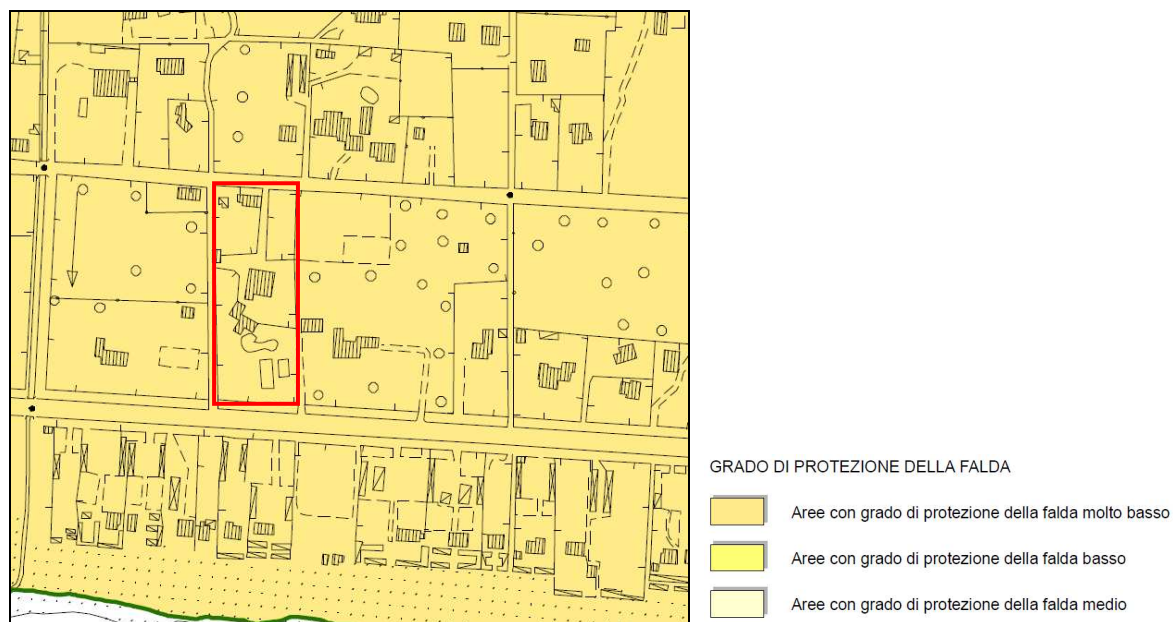 GRADO DI PROTEZIONE DELLA FALDA
Aree con grado di protezione della falda molto basso
Aree con grado di protezione della falda basso
Aree con grado di protezione della falda medio